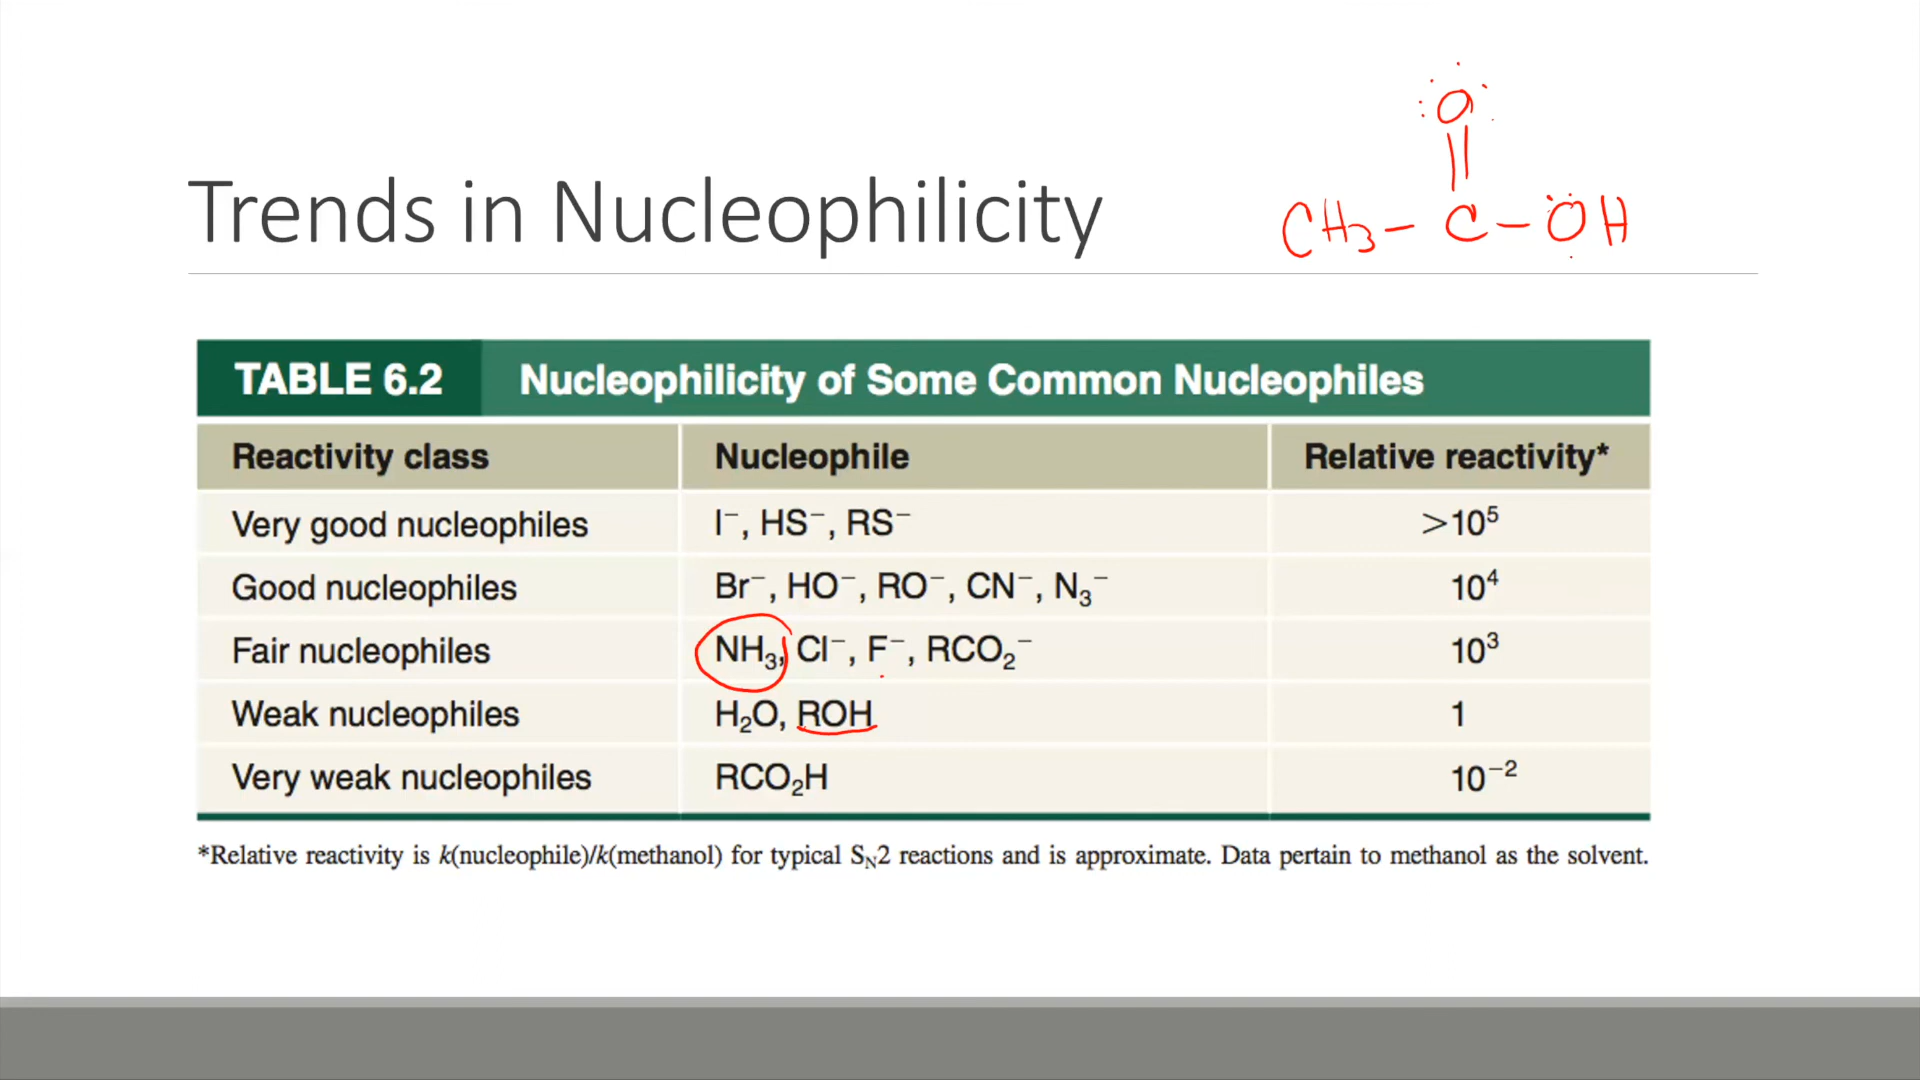 O
Trends in Nucleophilicity
CH₃– C – OH
TABLE 6.2 Nucleophilicity of Some Common Nucleophiles
Reactivity class Nucleophile Relative reactivity*
Very good nucleophiles I⁻, HS⁻, RS⁻ >10⁵
Good nucleophiles Br⁻, HO⁻, RO⁻, CN⁻, N₃⁻ 10⁴
Fair nucleophiles NH₃, Cl⁻, F⁻, RCO₂⁻ 10³
Weak nucleophiles H₂O, ROH 1
Very weak nucleophiles RCO₂H 10⁻²
*Relative reactivity is k(nucleophile)/k(methanol) for typical Sₙ2 reactions and is approximate. Data pertain to methanol as the solvent.